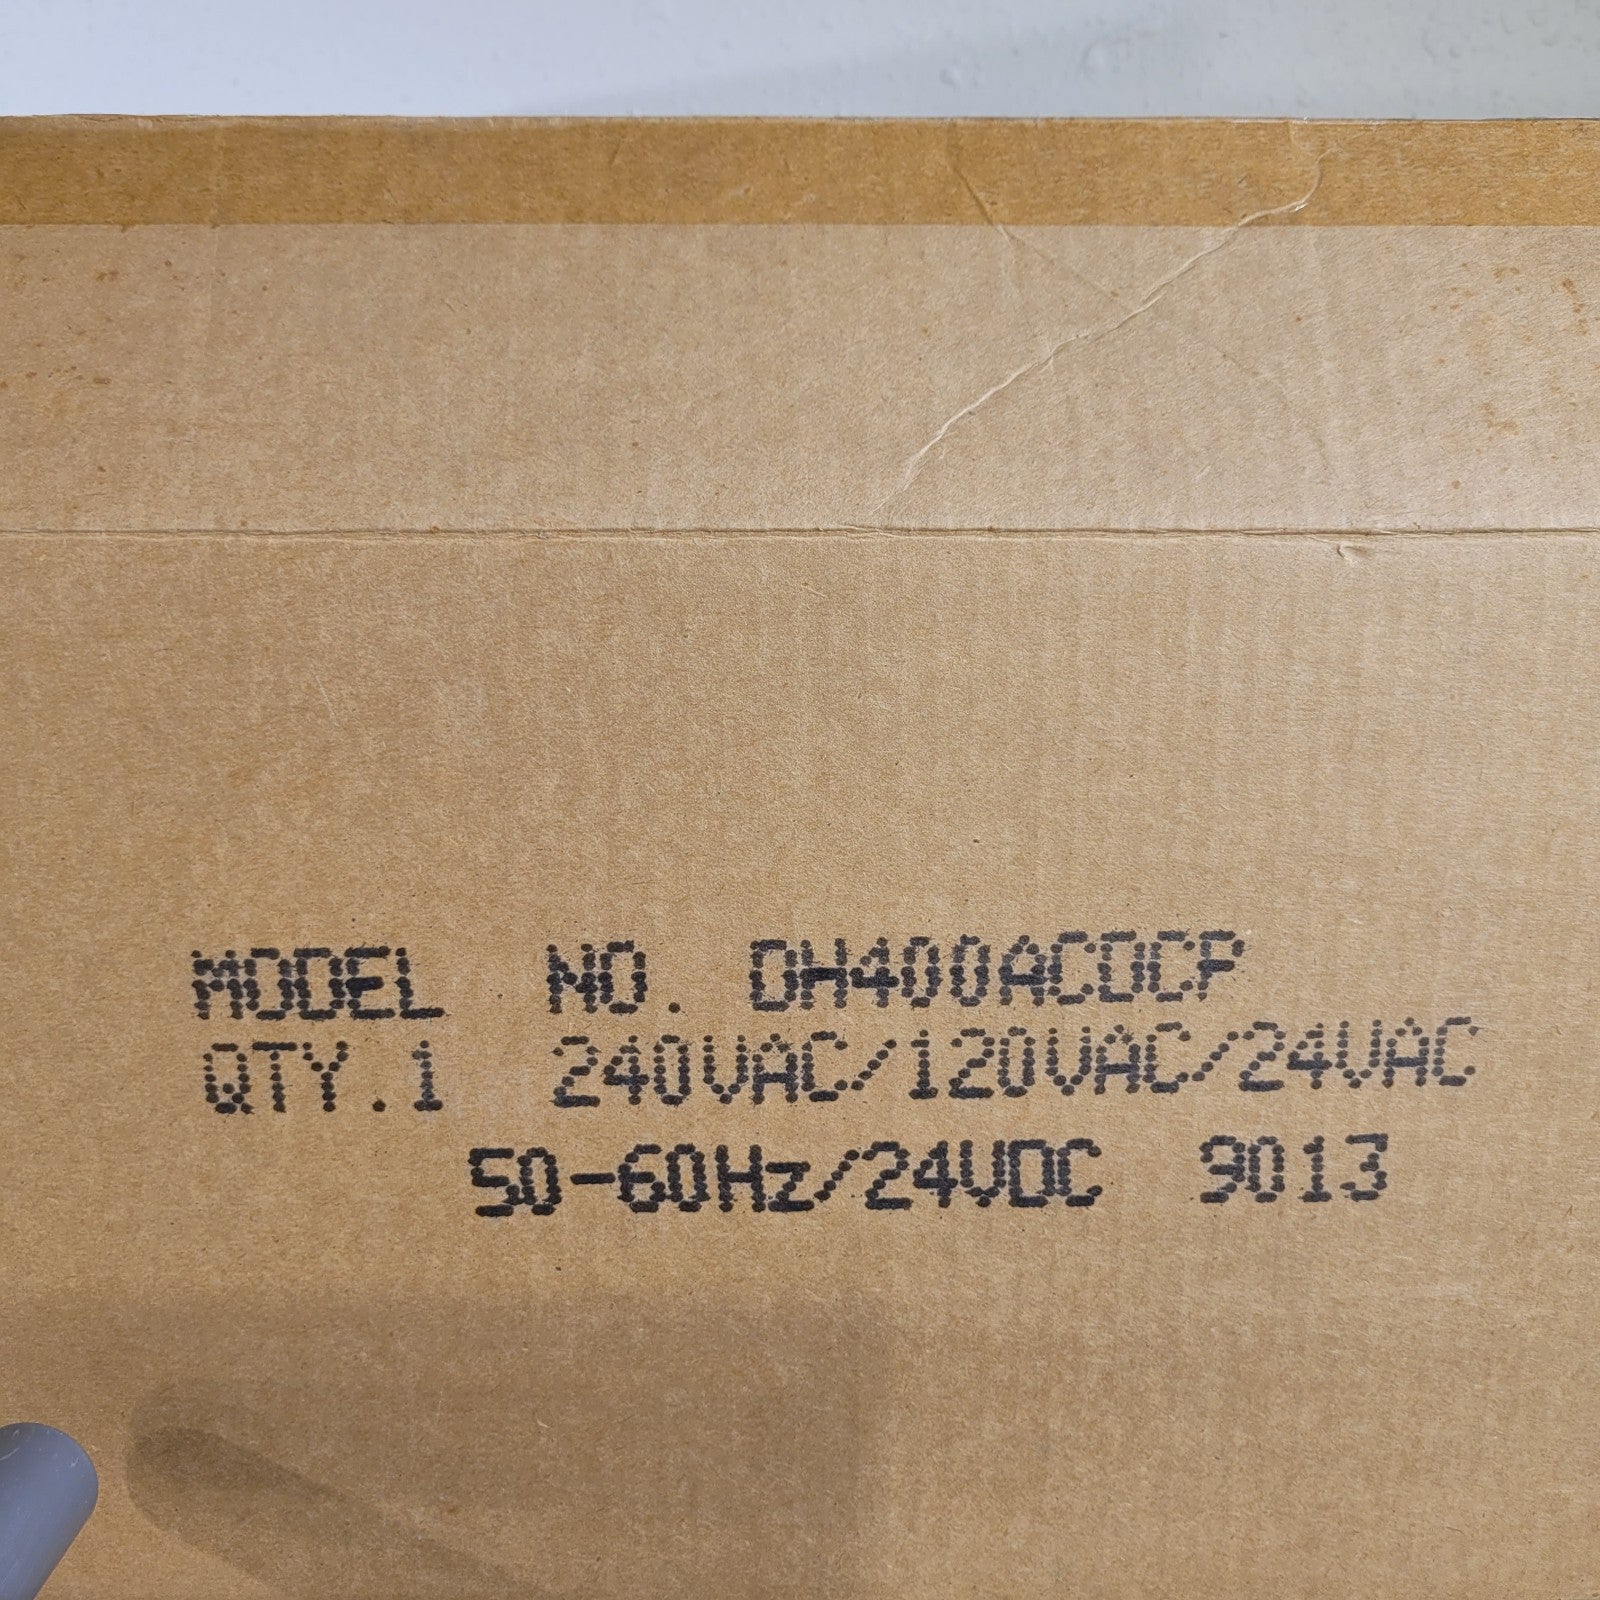 MODEL NO. DH400ACDCP
QTY.1 240VAC/120VAC/24VAC
50-60Hz/24VDC 9013